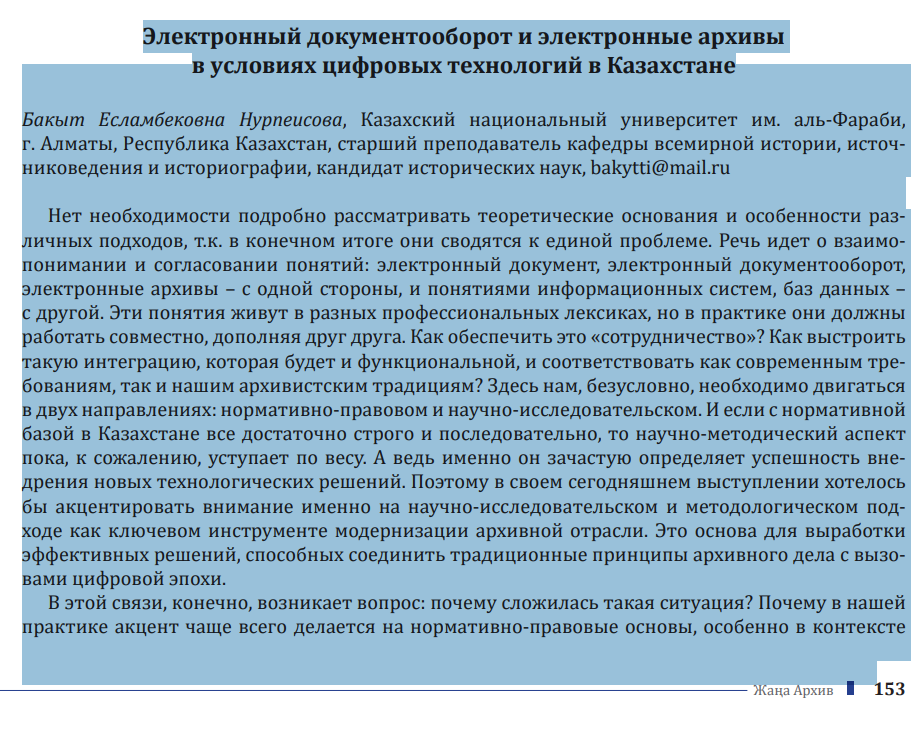 Электронный документооборот и электронные архивы
в условиях цифровых технологий в Казахстане
Бакыт Есламбековна Нурпеисова, Казахский национальный университет им. аль-Фараби,
г. Алматы, Республика Казахстан, старший преподаватель кафедры всемирной истории, источ-
никоведения и историографии, кандидат исторических наук, bakytti@mail.ru
Нет необходимости подробно рассматривать теоретические основания и особенности раз-
личных подходов, т.к. в конечном итоге они сводятся к единой проблеме. Речь идет о взаимо-
понимании и согласовании понятий: электронный документ, электронный документооборот,
электронные архивы – с одной стороны, и понятиями информационных систем, баз данных –
с другой. Эти понятия живут в разных профессиональных лексиках, но в практике они должны
работать совместно, дополняя друг друга. Как обеспечить это «сотрудничество»? Как выстроить
такую интеграцию, которая будет и функциональной, и соответствовать как современным тре-
бованиям, так и нашим архивистским традициям? Здесь нам, безусловно, необходимо двигаться
в двух направлениях: нормативно-правовом и научно-исследовательском. И если с нормативной
базой в Казахстане все достаточно строго и последовательно, то научно-методический аспект
пока, к сожалению, уступает по весу. А ведь именно он зачастую определяет успешность вне-
дрения новых технологических решений. Поэтому в своем сегодняшнем выступлении хотелось
бы акцентировать внимание именно на научно-исследовательском и методологическом под-
ходе как ключевом инструменте модернизации архивной отрасли. Это основа для выработки
эффективных решений, способных соединить традиционные принципы архивного дела с вызо-
вами цифровой эпохи.
В этой связи, конечно, возникает вопрос: почему сложилась такая ситуация? Почему в нашей
практике акцент чаще всего делается на нормативно-правовые основы, особенно в контексте
Жаңа Архив 153